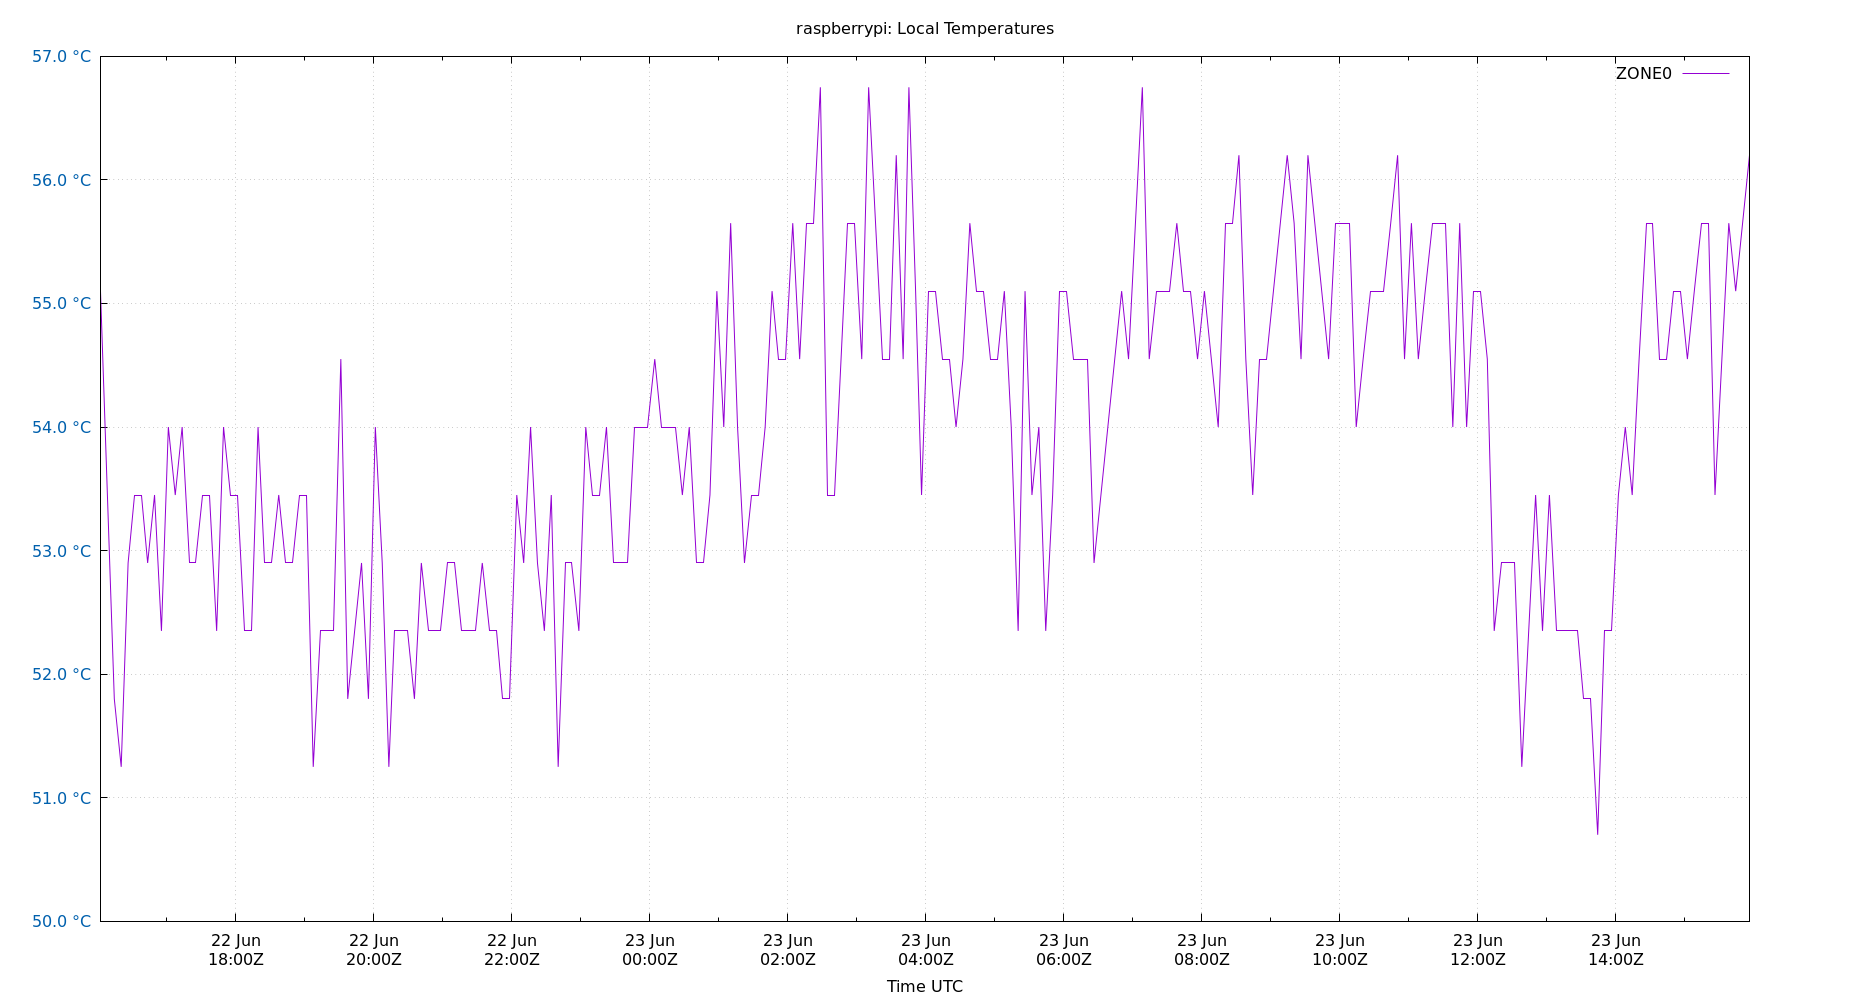 raspberrypi: Local Temperatures
57.0 °C
ZONE0
56.0 °C
55.0 °C
54.0 °C
53.0 °C
52.0 °C
51.0 °C
50.0 °C
22 Jun 22 Jun 22 Jun 23 Jun 23 Jun 23 Jun 23 Jun 23 Jun 23 Jun 23 Jun 23 Jun
18:00Z 20:00Z 22:00Z 00:00Z 02:00Z 04:00Z 06:00Z 08:00Z 10:00Z 12:00Z 14:00Z
Time UTC